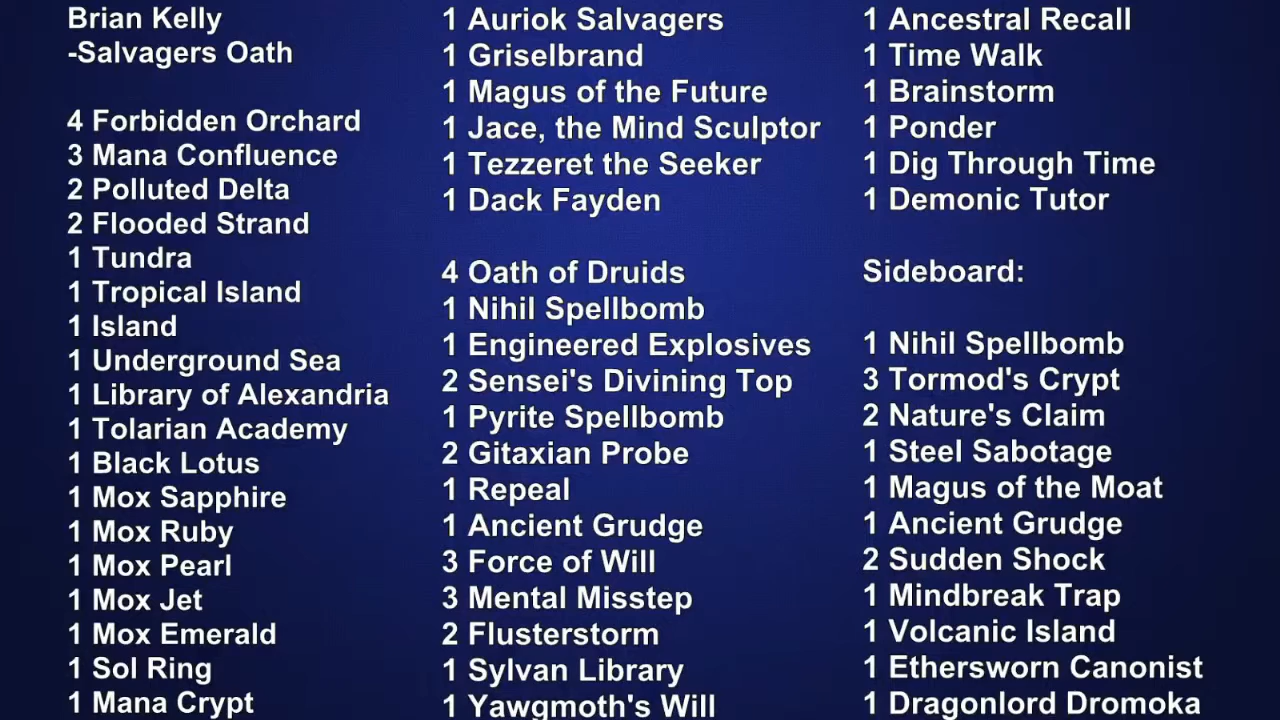 Brian Kelly
-Salvagers Oath
4 Forbidden Orchard
3 Mana Confluence
2 Polluted Delta
2 Flooded Strand
1 Tundra
1 Tropical Island
1 Island
1 Underground Sea
1 Library of Alexandria
1 Tolarian Academy
1 Black Lotus
1 Mox Sapphire
1 Mox Ruby
1 Mox Pearl
1 Mox Jet
1 Mox Emerald
1 Sol Ring
1 Mana Crypt
1 Auriok Salvagers
1 Griselbrand
1 Magus of the Future
1 Jace, the Mind Sculptor
1 Tezzeret the Seeker
1 Dack Fayden
4 Oath of Druids
1 Nihil Spellbomb
1 Engineered Explosives
2 Sensei's Divining Top
1 Pyrite Spellbomb
2 Gitaxian Probe
1 Repeal
1 Ancient Grudge
3 Force of Will
3 Mental Misstep
2 Flusterstorm
1 Sylvan Library
1 Yawgmoth's Will
1 Ancestral Recall
1 Time Walk
1 Brainstorm
1 Ponder
1 Dig Through Time
1 Demonic Tutor
Sideboard:
1 Nihil Spellbomb
3 Tormod's Crypt
2 Nature's Claim
1 Steel Sabotage
1 Magus of the Moat
1 Ancient Grudge
2 Sudden Shock
1 Mindbreak Trap
1 Volcanic Island
1 Ethersworn Canonist
1 Dragonlord Dromoka